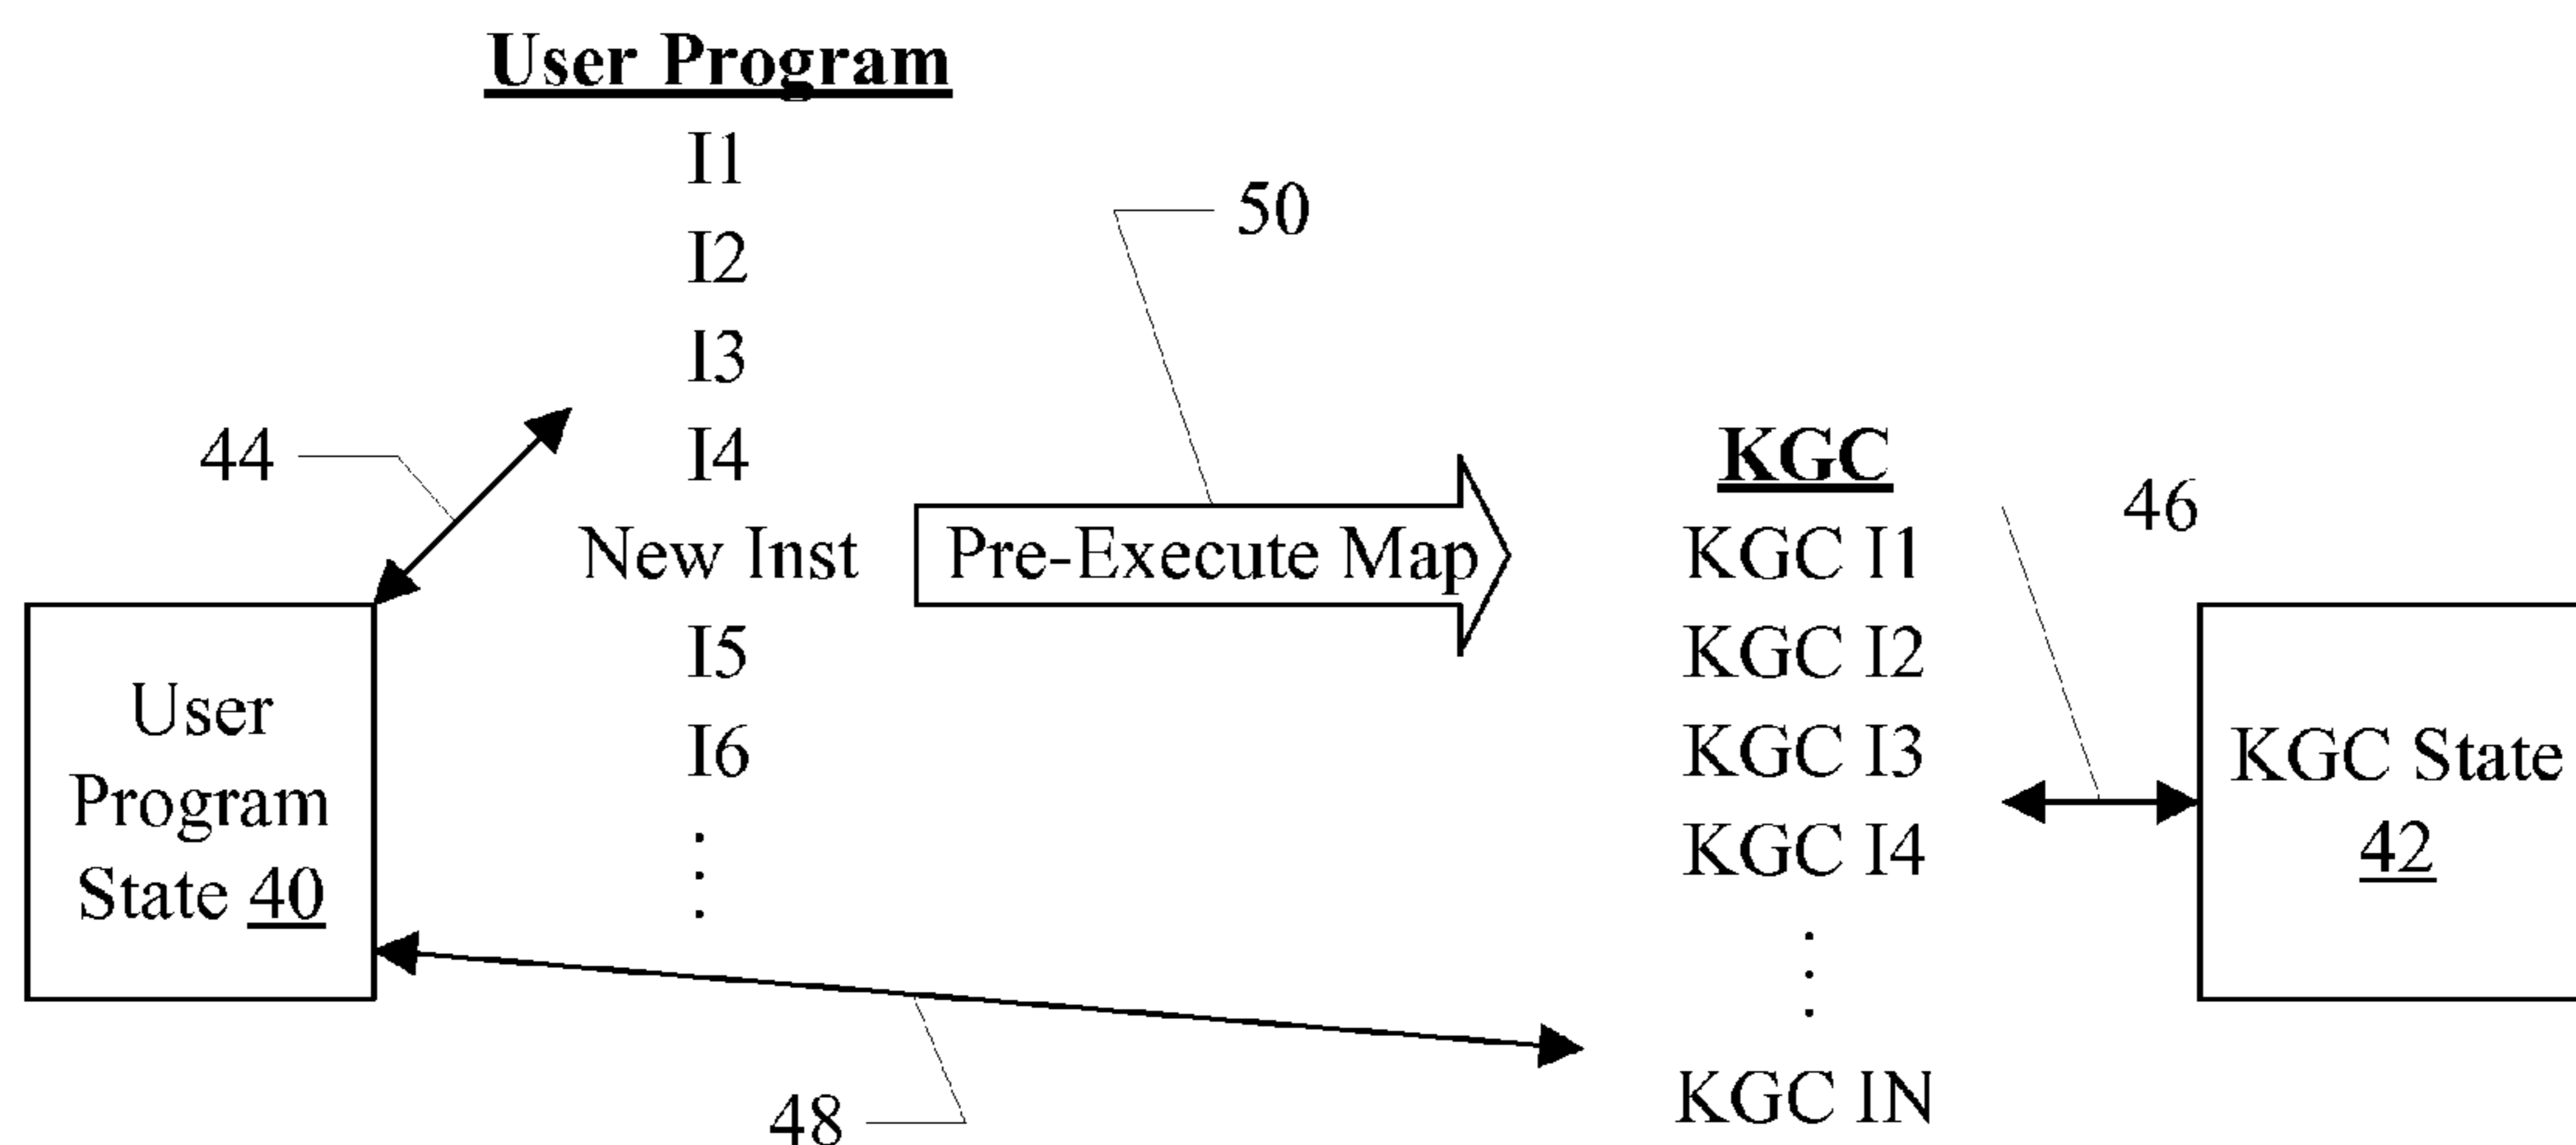 User Program
I1
I2
I3
I4
New Inst
I5
I6
.
.
.
50
44
Pre-Execute Map
User
Program
State 40
48
KGC
KGC I1
KGC I2
KGC I3
KGC I4
.
.
.
KGC IN
46
KGC State
42